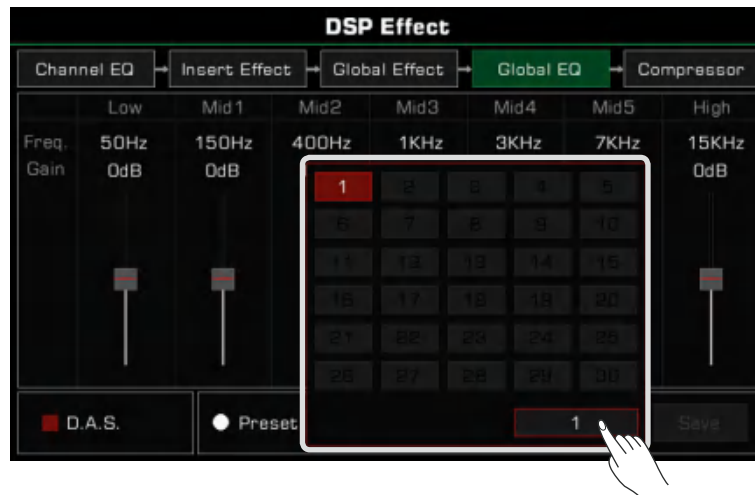 DSP Effect
Channel EQ Insert Effect Global Effect Global EQ Compressor
Low Mid1 Mid2 Mid3 Mid4 Mid5 High
Freq. 50Hz 150Hz 400Hz 1KHz 3KHz 7KHz 15KHz
Gain 0dB 0dB 0dB
1 2 3 4 5
6 7 8 9 10
11 12 13 14 15
16 17 18 19 20
21 22 23 24 25
26 27 28 29 30
D.A.S. Preset 1 Save